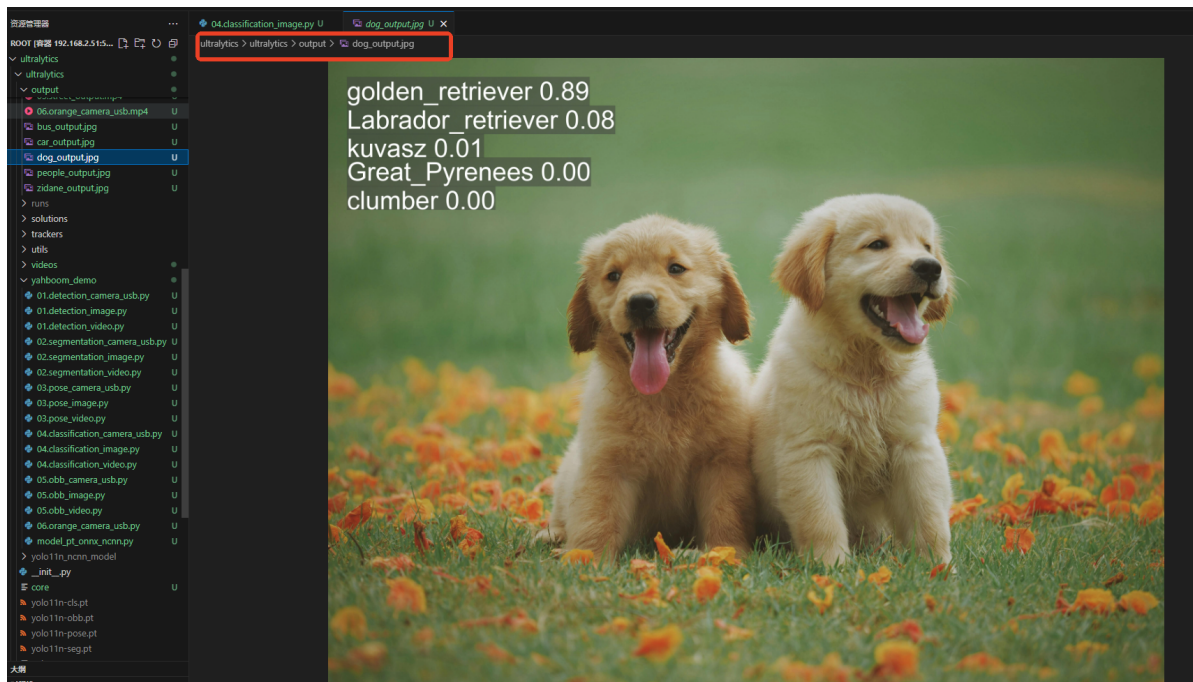 资源管理器
ROOT [容器 192.168.2.51:5...
ultralytics
ultralytics
output
06.orange_camera_usb.mp4 U
bus_output.jpg U
car_output.jpg U
dog_output.jpg U
people_output.jpg U
zidane_output.jpg U
runs
solutions
trackers
utils
videos
yahboom_demo
01.detection_camera_usb.py U
01.detection_image.py U
01.detection_video.py U
02.segmentation_camera_usb.py U
02.segmentation_image.py U
02.segmentation_video.py U
03.pose_camera_usb.py U
03.pose_image.py U
03.pose_video.py U
04.classification_camera_usb.py U
04.classification_image.py U
04.classification_video.py U
05.obb_camera_usb.py U
05.obb_image.py U
05.obb_video.py U
06.orange_camera_usb.py U
model_pt_onnx_ncnn.py U
yolo11n_ncnn_model
__init__.py
core U
yolo11n-cls.pt
yolo11n-obb.pt
yolo11n-pose.pt
yolo11n-seg.pt
大纲
04.classification_image.py U
dog_output.jpg U
ultralytics > ultralytics > output > dog_output.jpg
golden_retriever 0.89
Labrador_retriever 0.08
kuvasz 0.01
Great_Pyrenees 0.00
clumber 0.00